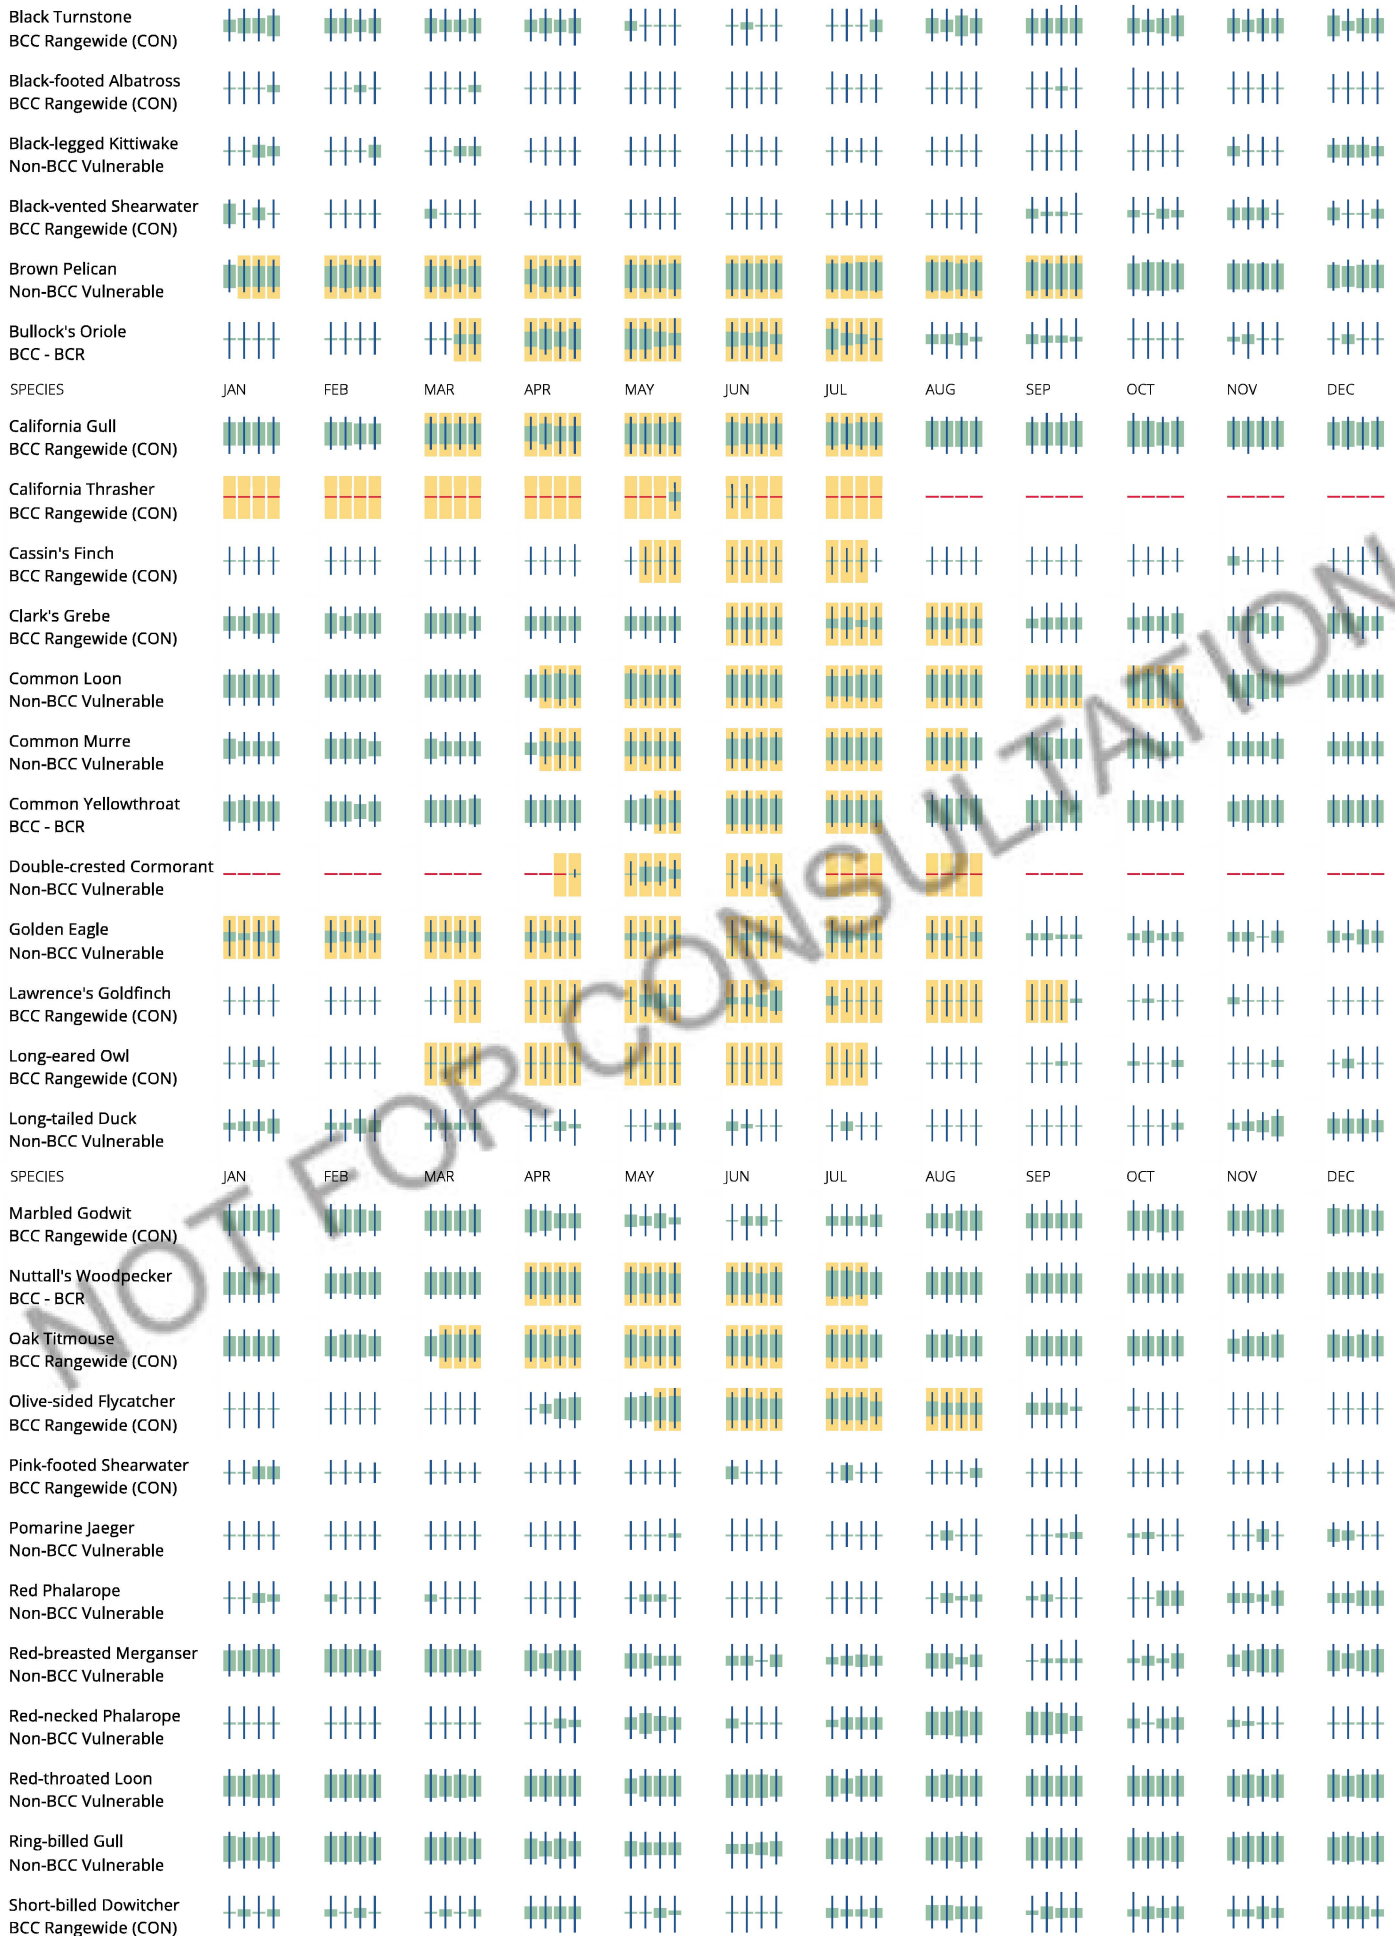 Black Turnstone
BCC Rangewide (CON)
Black-footed Albatross
BCC Rangewide (CON)
Black-legged Kittiwake
Non-BCC Vulnerable
Black-vented Shearwater
BCC Rangewide (CON)
Brown Pelican
Non-BCC Vulnerable
Bullock's Oriole
BCC - BCR
SPECIES JAN FEB MAR APR MAY JUN JUL AUG SEP OCT NOV DEC
California Gull
BCC Rangewide (CON)
California Thrasher
BCC Rangewide (CON)
Cassin's Finch
BCC Rangewide (CON)
Clark's Grebe
BCC Rangewide (CON)
Common Loon
Non-BCC Vulnerable
Common Murre
Non-BCC Vulnerable
Common Yellowthroat
BCC - BCR
Double-crested Cormorant
Non-BCC Vulnerable
Golden Eagle
Non-BCC Vulnerable
Lawrence's Goldfinch
BCC Rangewide (CON)
Long-eared Owl
BCC Rangewide (CON)
Long-tailed Duck
Non-BCC Vulnerable
SPECIES JAN FEB MAR APR MAY JUN JUL AUG SEP OCT NOV DEC
Marbled Godwit
BCC Rangewide (CON)
Nuttall's Woodpecker
BCC - BCR
Oak Titmouse
BCC Rangewide (CON)
Olive-sided Flycatcher
BCC Rangewide (CON)
Pink-footed Shearwater
BCC Rangewide (CON)
Pomarine Jaeger
Non-BCC Vulnerable
Red Phalarope
Non-BCC Vulnerable
Red-breasted Merganser
Non-BCC Vulnerable
Red-necked Phalarope
Non-BCC Vulnerable
Red-throated Loon
Non-BCC Vulnerable
Ring-billed Gull
Non-BCC Vulnerable
Short-billed Dowitcher
BCC Rangewide (CON)
NOT FOR CONSULTATION